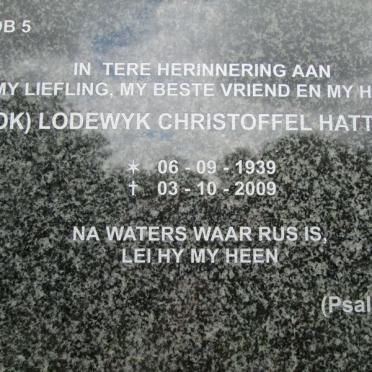 OB 5
IN TERE HERINNERING AAN
MY LIEFLING, MY BESTE VRIEND EN MY H
OK) LODEWYK CHRISTOFFEL HATT
✶ 06 - 09 - 1939
† 03 - 10 - 2009
NA WATERS WAAR RUS IS,
LEI HY MY HEEN
(Psal